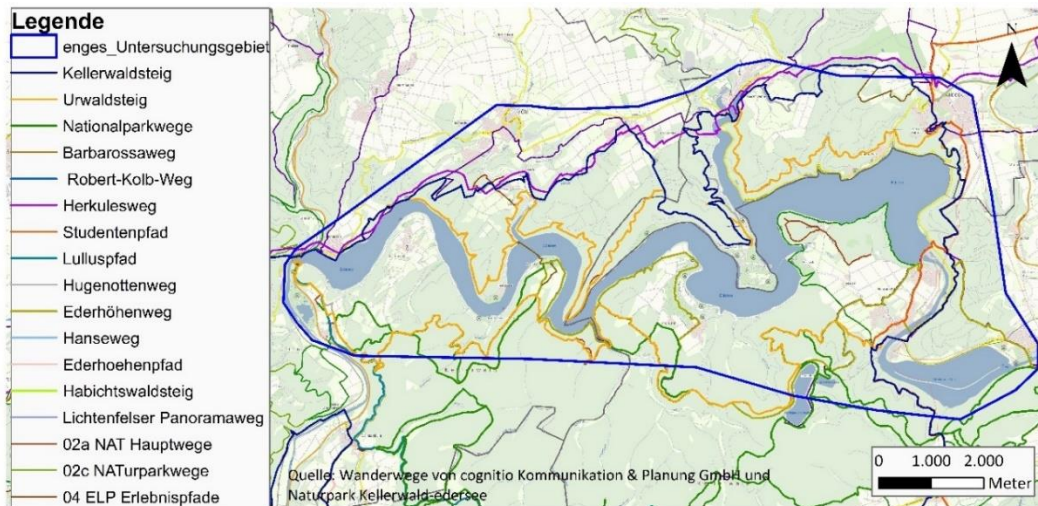 Legende
enges_Untersuchungsgebiet
Kellerwaldsteig
Urwaldsteig
Nationalparkwege
Barbarossaweg
Robert-Kolb-Weg
Herkulesweg
Studentenpfad
Lulluspfad
Hugenottenweg
Ederhöhenweg
Hanseweg
Ederhoehenpfad
Habichtswaldsteig
Lichtenfelser Panoramaweg
02a NAT Hauptwege
02c NATurparkwege
04 ELP Erlebnispfade
N
Quelle: Wanderwege von cognitio Kommunikation & Planung GmbH und
Naturpark Kellerwald-edersee
0 1.000 2.000
Meter